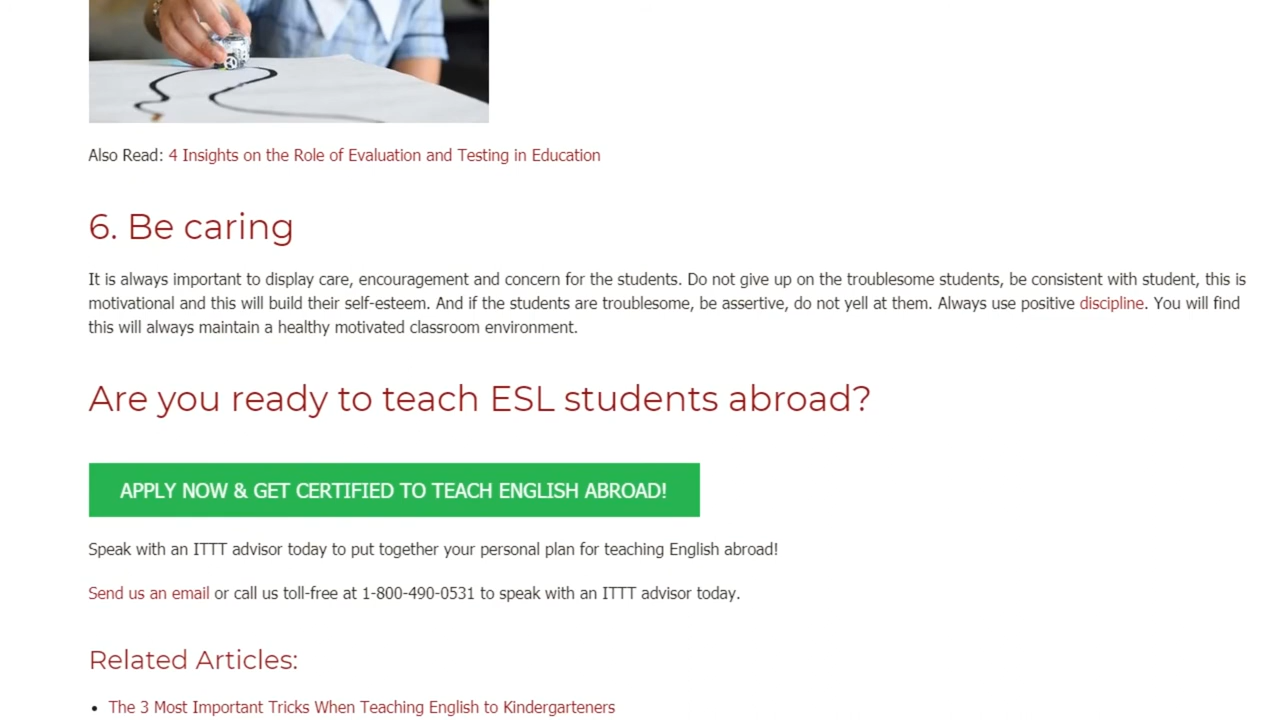 Also Read: 4 Insights on the Role of Evaluation and Testing in Education
6. Be caring
It is always important to display care, encouragement and concern for the students. Do not give up on the troublesome students, be consistent with student, this is
motivational and this will build their self-esteem. And if the students are troublesome, be assertive, do not yell at them. Always use positive discipline. You will find
this will always maintain a healthy motivated classroom environment.
Are you ready to teach ESL students abroad?
APPLY NOW & GET CERTIFIED TO TEACH ENGLISH ABROAD!
Speak with an ITTT advisor today to put together your personal plan for teaching English abroad!
Send us an email or call us toll-free at 1-800-490-0531 to speak with an ITTT advisor today.
Related Articles:
• The 3 Most Important Tricks When Teaching English to Kindergarteners